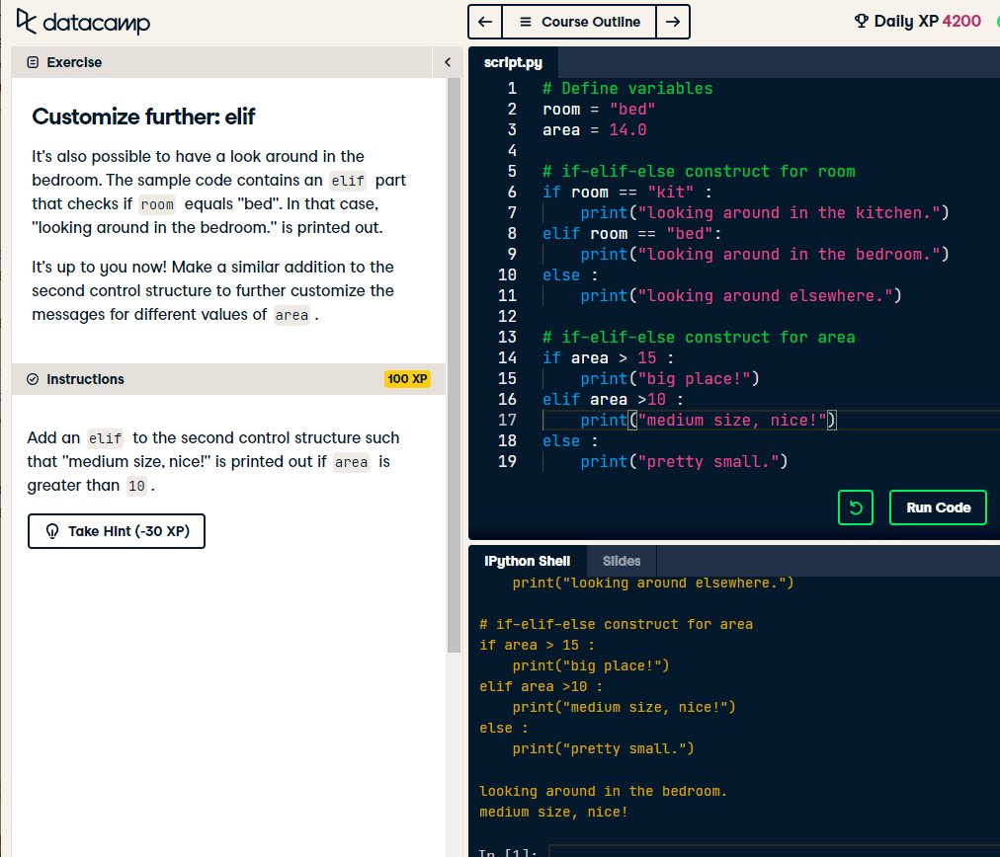 datacamp
Course Outline
Daily XP 4200
Exercise
Customize further: elif
It's also possible to have a look around in the
bedroom. The sample code contains an elif part
that checks if room equals "bed". In that case,
"looking around in the bedroom." is printed out.
It's up to you now! Make a similar addition to the
second control structure to further customize the
messages for different values of area .
Instructions
100 XP
Add an elif to the second control structure such
that "medium size, nice!" is printed out if area is
greater than 10 .
Take Hint (-30 XP)
script.py
1 # Define variables
2 room = "bed"
3 area = 14.0
4
5 # if-elif-else construct for room
6 if room == "kit" :
7     print("looking around in the kitchen.")
8 elif room == "bed":
9     print("looking around in the bedroom.")
10 else :
11     print("looking around elsewhere.")
12
13 # if-elif-else construct for area
14 if area > 15 :
15     print("big place!")
16 elif area >10 :
17     print("medium size, nice!")
18 else :
19     print("pretty small.")
Run Code
IPython Shell
Slides
    print("looking around elsewhere.")
# if-elif-else construct for area
if area > 15 :
    print("big place!")
elif area >10 :
    print("medium size, nice!")
else :
    print("pretty small.")
looking around in the bedroom.
medium size, nice!
In [1]: